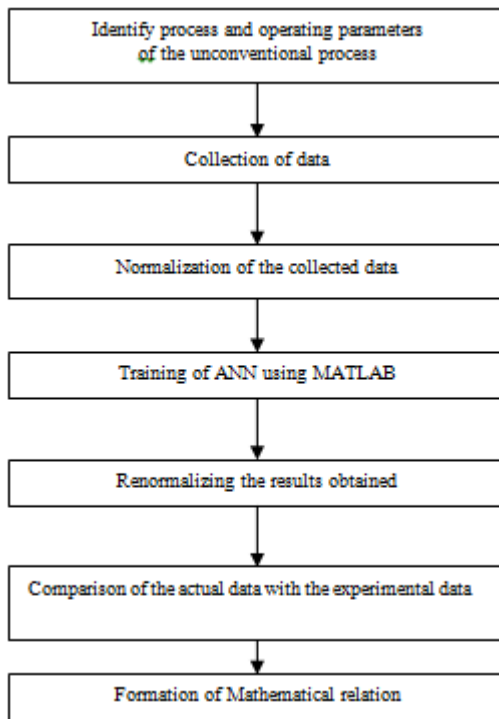 Identify process and operating parameters
of the unconventional process
Collection of data
Normalization of the collected data
Training of ANN using MATLAB
Renormalizing the results obtained
Comparison of the actual data with the experimental data
Formation of Mathematical relation